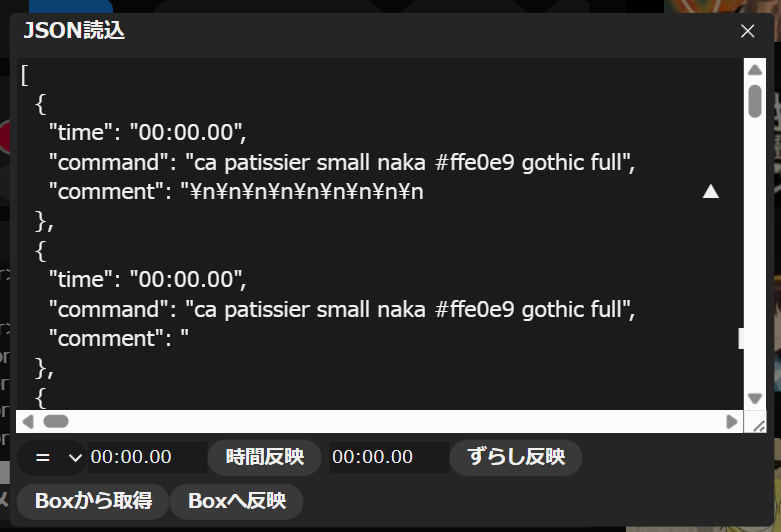 JSON読込
[
{
"time": "00:00.00",
"command": "ca patissier small naka #ffe0e9 gothic full",
"comment": "¥n¥n¥n¥n¥n¥n¥n¥n¥n ▲
},
{
"time": "00:00.00",
"command": "ca patissier small naka #ffe0e9 gothic full",
"comment": "
},
{
= 00:00.00 時間反映 00:00.00 ずらし反映
Boxから取得 Boxへ反映